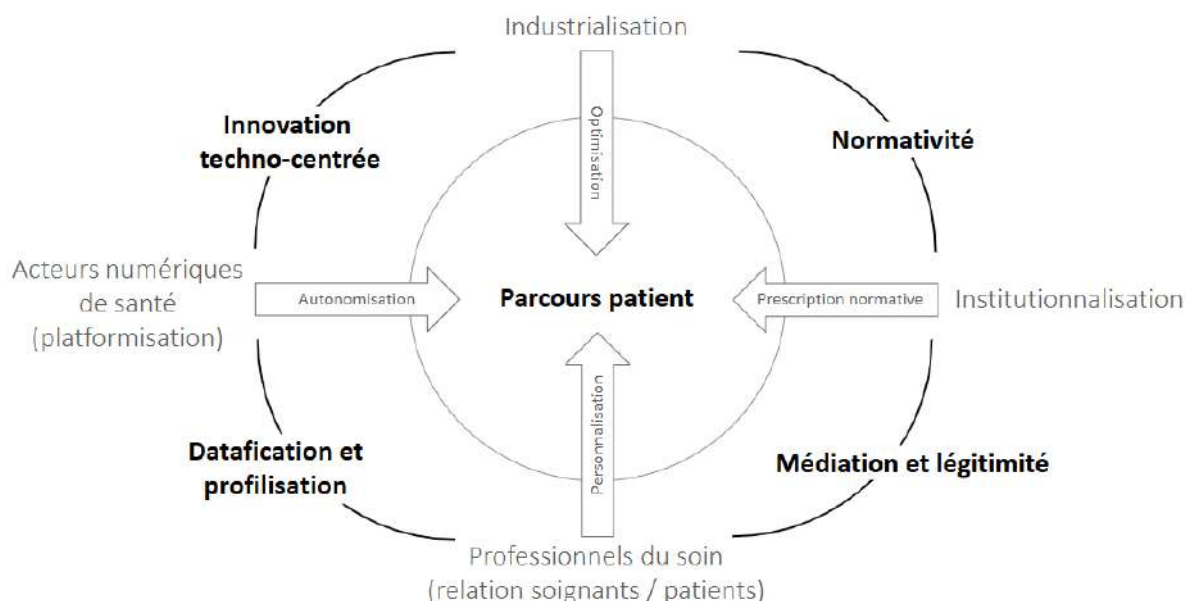 Industrialisation
Optimisation
Innovation
techno-centrée
Normativité
Acteurs numériques
de santé
(platformisation)
Autonomisation
Parcours patient
Prescription normative
Institutionnalisation
Personnalisation
Datafication et
profilisation
Médiation et légitimité
Professionnels du soin
(relation soignants / patients)